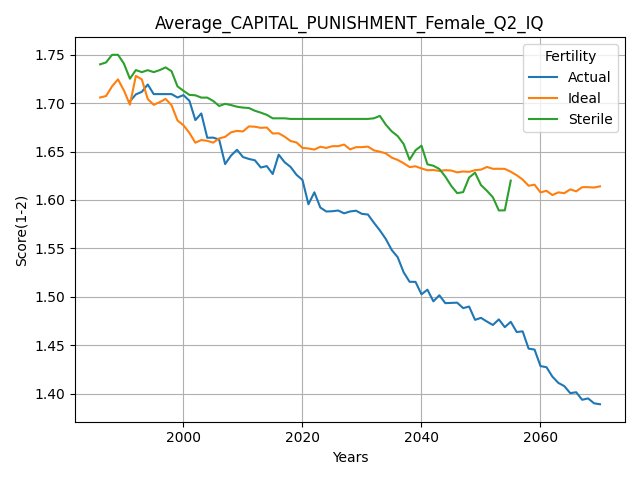 Average_CAPITAL_PUNISHMENT_Female_Q2_IQ
Fertility
Actual
Ideal
Sterile
Score(1-2)
1.75
1.70
1.65
1.60
1.55
1.50
1.45
1.40
2000 2020 2040 2060
Years